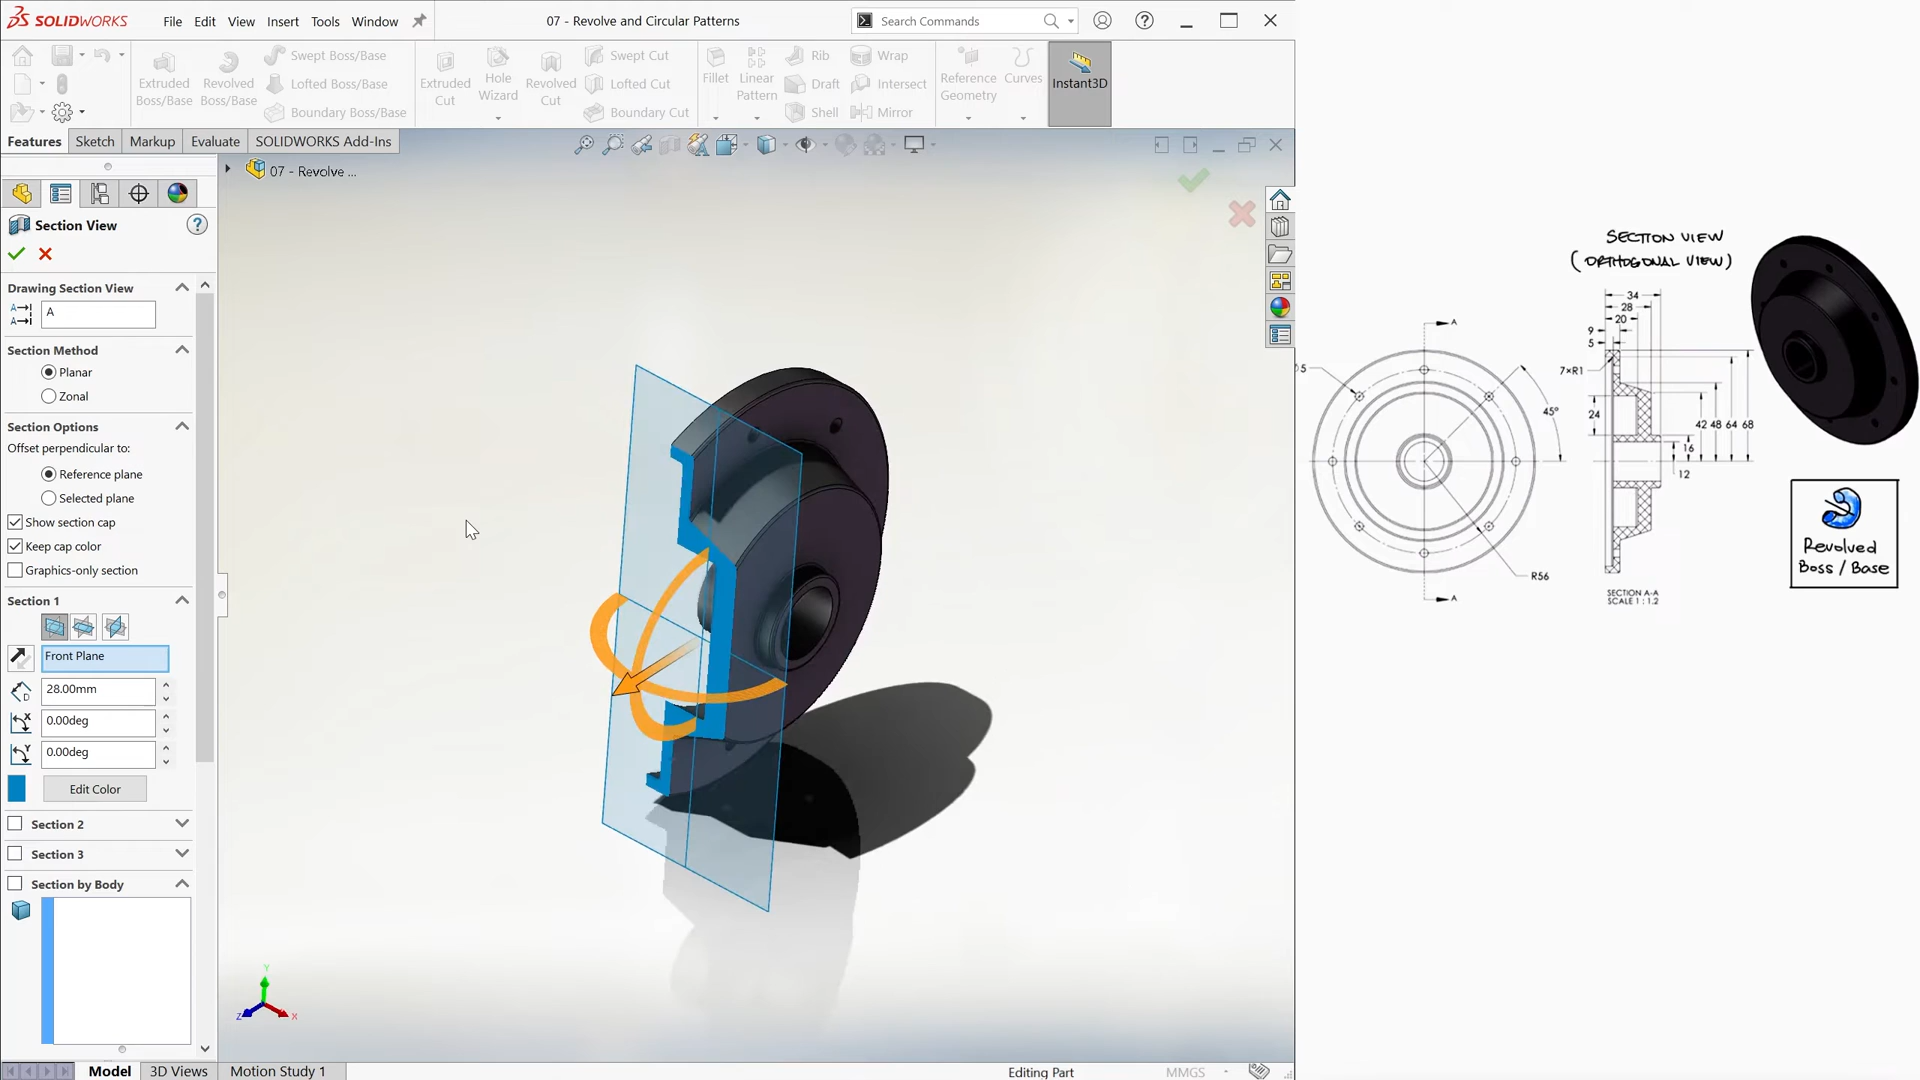 SOLIDWORKS
File Edit View Insert Tools Window
07 - Revolve and Circular Patterns
Search Commands
Extruded Boss/Base
Revolved Boss/Base
Swept Boss/Base
Lofted Boss/Base
Boundary Boss/Base
Extruded Cut
Hole Wizard
Revolved Cut
Swept Cut
Lofted Cut
Boundary Cut
Fillet
Linear Pattern
Rib
Draft
Shell
Wrap
Intersect
Mirror
Reference Geometry
Curves
Instant3D
Features Sketch Markup Evaluate SOLIDWORKS Add-Ins
07 - Revolve ...
Section View
Drawing Section View
A
Section Method
Planar
Zonal
Section Options
Offset perpendicular to:
Reference plane
Selected plane
Show section cap
Keep cap color
Graphics-only section
Section 1
Front Plane
28.00mm
0.00deg
0.00deg
Edit Color
Section 2
Section 3
Section by Body
Y
Z X
Model 3D Views Motion Study 1
Editing Part
MMGS
SECTION VIEW
(ORTHOGONAL VIEW)
34
28
20
9
5
7×R1
24
42 48 64 68
16
12
A
5
45°
R56
A
SECTION A-A
SCALE 1 : 1.2
Revolved
Boss / Base